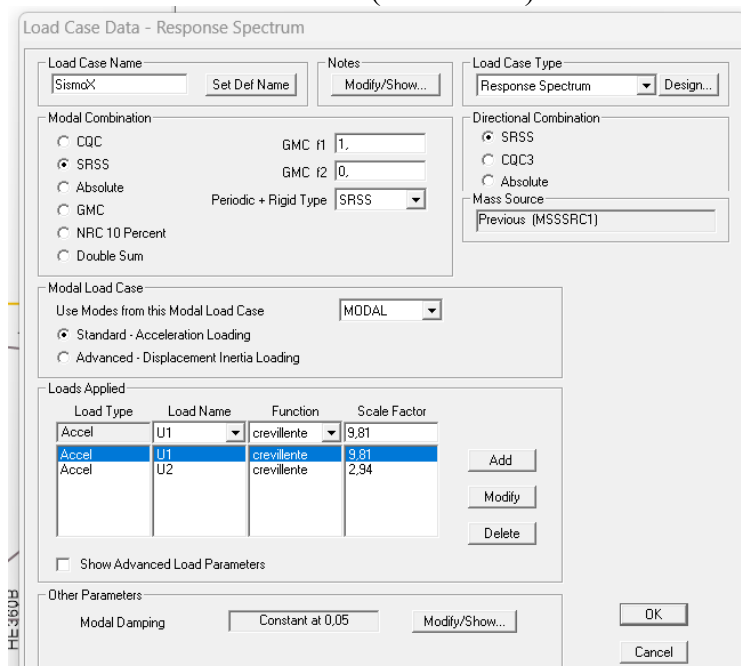 Load Case Data - Response Spectrum
Load Case Name
Notes
Load Case Type
SismoX
Set Def Name
Modify/Show...
Response Spectrum
Design...
Modal Combination
Directional Combination
CQC
GMC f1
1,
SRSS
SRSS
GMC f2
0,
CQC3
Absolute
Periodic + Rigid Type
SRSS
Absolute
GMC
Mass Source
NRC 10 Percent
Previous (MSSSRC1)
Double Sum
Modal Load Case
Use Modes from this Modal Load Case
MODAL
Standard - Acceleration Loading
Advanced - Displacement Inertia Loading
Loads Applied
Load Type Load Name Function Scale Factor
Accel U1 crevillente 9,81
Accel U1 crevillente 9,81
Accel U2 crevillente 2,94
Add
Modify
Delete
Show Advanced Load Parameters
Other Parameters
Modal Damping
Constant at 0,05
Modify/Show...
OK
Cancel
HE360B